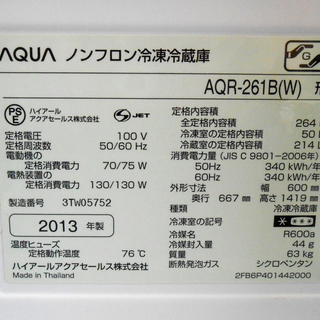 AQUA ノンフロン冷凍冷蔵庫
G
AQR-261B(W)
PSE
ハイアール
アクアセールス株式会社
S JET
定格電圧 100 V
定格周波数 50/60 Hz
電動機の
定格消費電力 70/75 W
電熱装置の
定格消費電力 130/130 W
製造番号 3TW05752
2013 年製
温度ヒューズ
定格動作温度 76℃
ハイアールアクアセールス株式会社
Made in Thailand
定格内容積
全定格内容積 264
冷凍室の定格内容積 50 L
冷蔵室の定格内容積 214 L
消費電力量(JIS C 9801-2006年)
50Hz 340 kWh/年
60Hz 340 kWh/年
外形寸法 幅 600 mm
奥行 667 mm 高さ 1419 mm
種類 冷凍冷蔵庫
冷凍室の記号
冷媒名 R600a
冷媒封入量 44 g
質量 63 kg
断熱発泡ガス シクロペンタン
2FB6P401442000